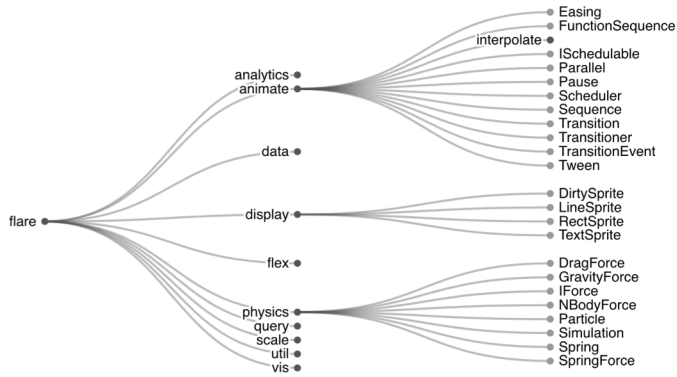 flare
analytics
animate
data
display
flex
physics
query
scale
util
vis
Easing
FunctionSequence
interpolate
ISchedulable
Parallel
Pause
Scheduler
Sequence
Transition
Transitioner
TransitionEvent
Tween
DirtySprite
LineSprite
RectSprite
TextSprite
DragForce
GravityForce
IForce
NBodyForce
Particle
Simulation
Spring
SpringForce